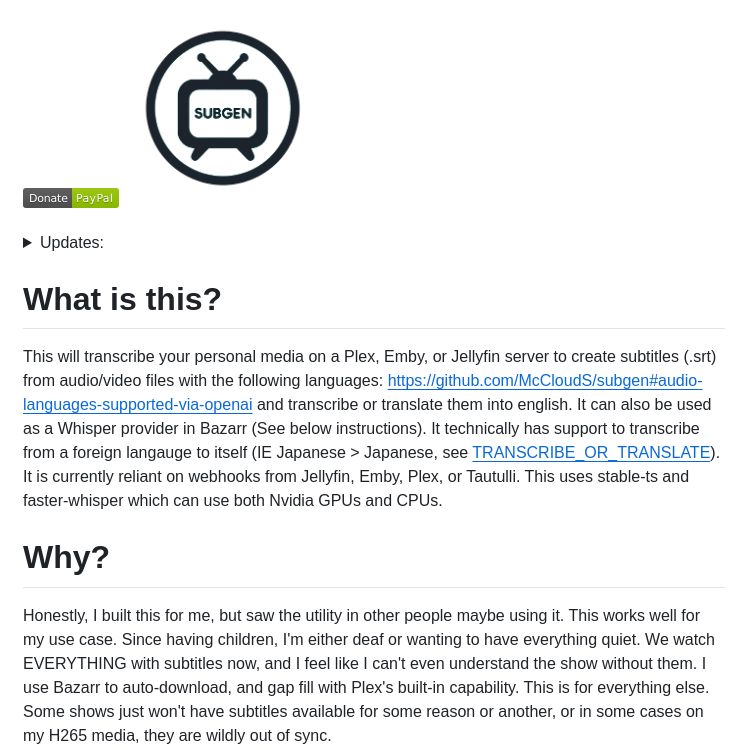 SUBGEN
Donate PayPal
Updates:
What is this?
This will transcribe your personal media on a Plex, Emby, or Jellyfin server to create subtitles (.srt)
from audio/video files with the following languages: https://github.com/McCloudS/subgen#audio-
languages-supported-via-openai and transcribe or translate them into english. It can also be used
as a Whisper provider in Bazarr (See below instructions). It technically has support to transcribe
from a foreign langauge to itself (IE Japanese > Japanese, see TRANSCRIBE_OR_TRANSLATE).
It is currently reliant on webhooks from Jellyfin, Emby, Plex, or Tautulli. This uses stable-ts and
faster-whisper which can use both Nvidia GPUs and CPUs.
Why?
Honestly, I built this for me, but saw the utility in other people maybe using it. This works well for
my use case. Since having children, I'm either deaf or wanting to have everything quiet. We watch
EVERYTHING with subtitles now, and I feel like I can't even understand the show without them. I
use Bazarr to auto-download, and gap fill with Plex's built-in capability. This is for everything else.
Some shows just won't have subtitles available for some reason or another, or in some cases on
my H265 media, they are wildly out of sync.